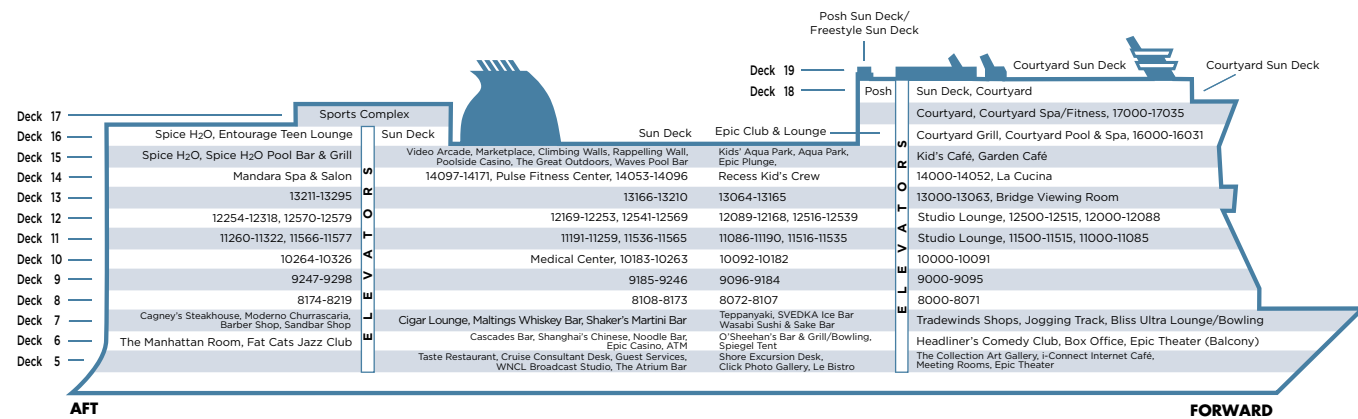 Posh Sun Deck/
Freestyle Sun Deck
Deck 19
Courtyard Sun Deck
Courtyard Sun Deck
Deck 18
Posh
Sun Deck, Courtyard
Deck 17
Sports Complex
Courtyard, Courtyard Spa/Fitness, 17000-17035
Deck 16
Spice H2O, Entourage Teen Lounge
Sun Deck
Sun Deck
Epic Club & Lounge
Courtyard Grill, Courtyard Pool & Spa, 16000-16031
Deck 15
Spice H2O, Spice H2O Pool Bar & Grill
Video Arcade, Marketplace, Climbing Walls, Rappelling Wall,
Poolside Casino, The Great Outdoors, Waves Pool Bar
Kids' Aqua Park, Aqua Park,
Epic Plunge,
Kid's Café, Garden Café
Deck 14
Mandara Spa & Salon
14097-14171, Pulse Fitness Center, 14053-14096
Recess Kid's Crew
14000-14052, La Cucina
Deck 13
13211-13295
13166-13210
13064-13165
13000-13063, Bridge Viewing Room
Deck 12
12254-12318, 12570-12579
12169-12253, 12541-12569
12089-12168, 12516-12539
Studio Lounge, 12500-12515, 12000-12088
Deck 11
11260-11322, 11566-11577
11191-11259, 11536-11565
11086-11190, 11516-11535
Studio Lounge, 11500-11515, 11000-11085
Deck 10
10264-10326
Medical Center, 10183-10263
10092-10182
10000-10091
Deck 9
9247-9298
9185-9246
9096-9184
9000-9095
Deck 8
8174-8219
8108-8173
8072-8107
8000-8071
Deck 7
Cagney's Steakhouse, Moderno Churrascaria,
Barber Shop, Sandbar Shop
Cigar Lounge, Maltings Whiskey Bar, Shaker's Martini Bar
Teppanyaki, SVEDKA Ice Bar
Wasabi Sushi & Sake Bar
Tradewinds Shops, Jogging Track, Bliss Ultra Lounge/Bowling
Deck 6
The Manhattan Room, Fat Cats Jazz Club
Cascades Bar, Shanghai's Chinese, Noodle Bar,
Epic Casino, ATM
O'Sheehan's Bar & Grill/Bowling,
Spiegel Tent
Headliner's Comedy Club, Box Office, Epic Theater (Balcony)
Deck 5
Taste Restaurant, Cruise Consultant Desk, Guest Services,
WNCL Broadcast Studio, The Atrium Bar
Shore Excursion Desk,
Click Photo Gallery, Le Bistro
The Collection Art Gallery, i-Connect Internet Café,
Meeting Rooms, Epic Theater
ELEVATORS
ELEVATORS
AFT
FORWARD